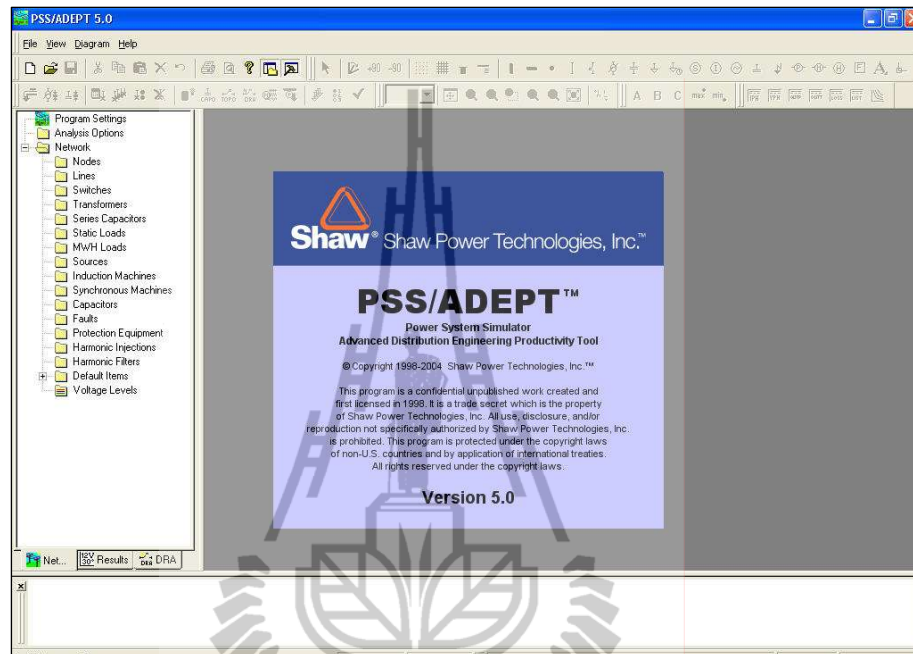 PSS/ADEPT 5.0
File View Diagram Help
+90 -90
CAPO TOPO DRA
A B C max min
Program Settings
Analysis Options
Network
Nodes
Lines
Switches
Transformers
Series Capacitors
Static Loads
MWH Loads
Sources
Induction Machines
Synchronous Machines
Capacitors
Faults
Protection Equipment
Harmonic Injections
Harmonic Filters
Default Items
Voltage Levels
Shaw® Shaw Power Technologies, Inc.™
PSS/ADEPT™
Power System Simulator
Advanced Distribution Engineering Productivity Tool
© Copyright 1998-2004 Shaw Power Technologies, Inc.™
This program is a confidential unpublished work created and
first licensed in 1998. It is a trade secret which is the property
of Shaw Power Technologies, Inc. All use, disclosure, and/or
reproduction not specifically authorized by Shaw Power Technologies, Inc.
is prohibited. This program is protected under the copyright laws
of non-U.S. countries and by application of international treaties.
All rights reserved under the copyright laws.
Version 5.0
Net... Results DRA